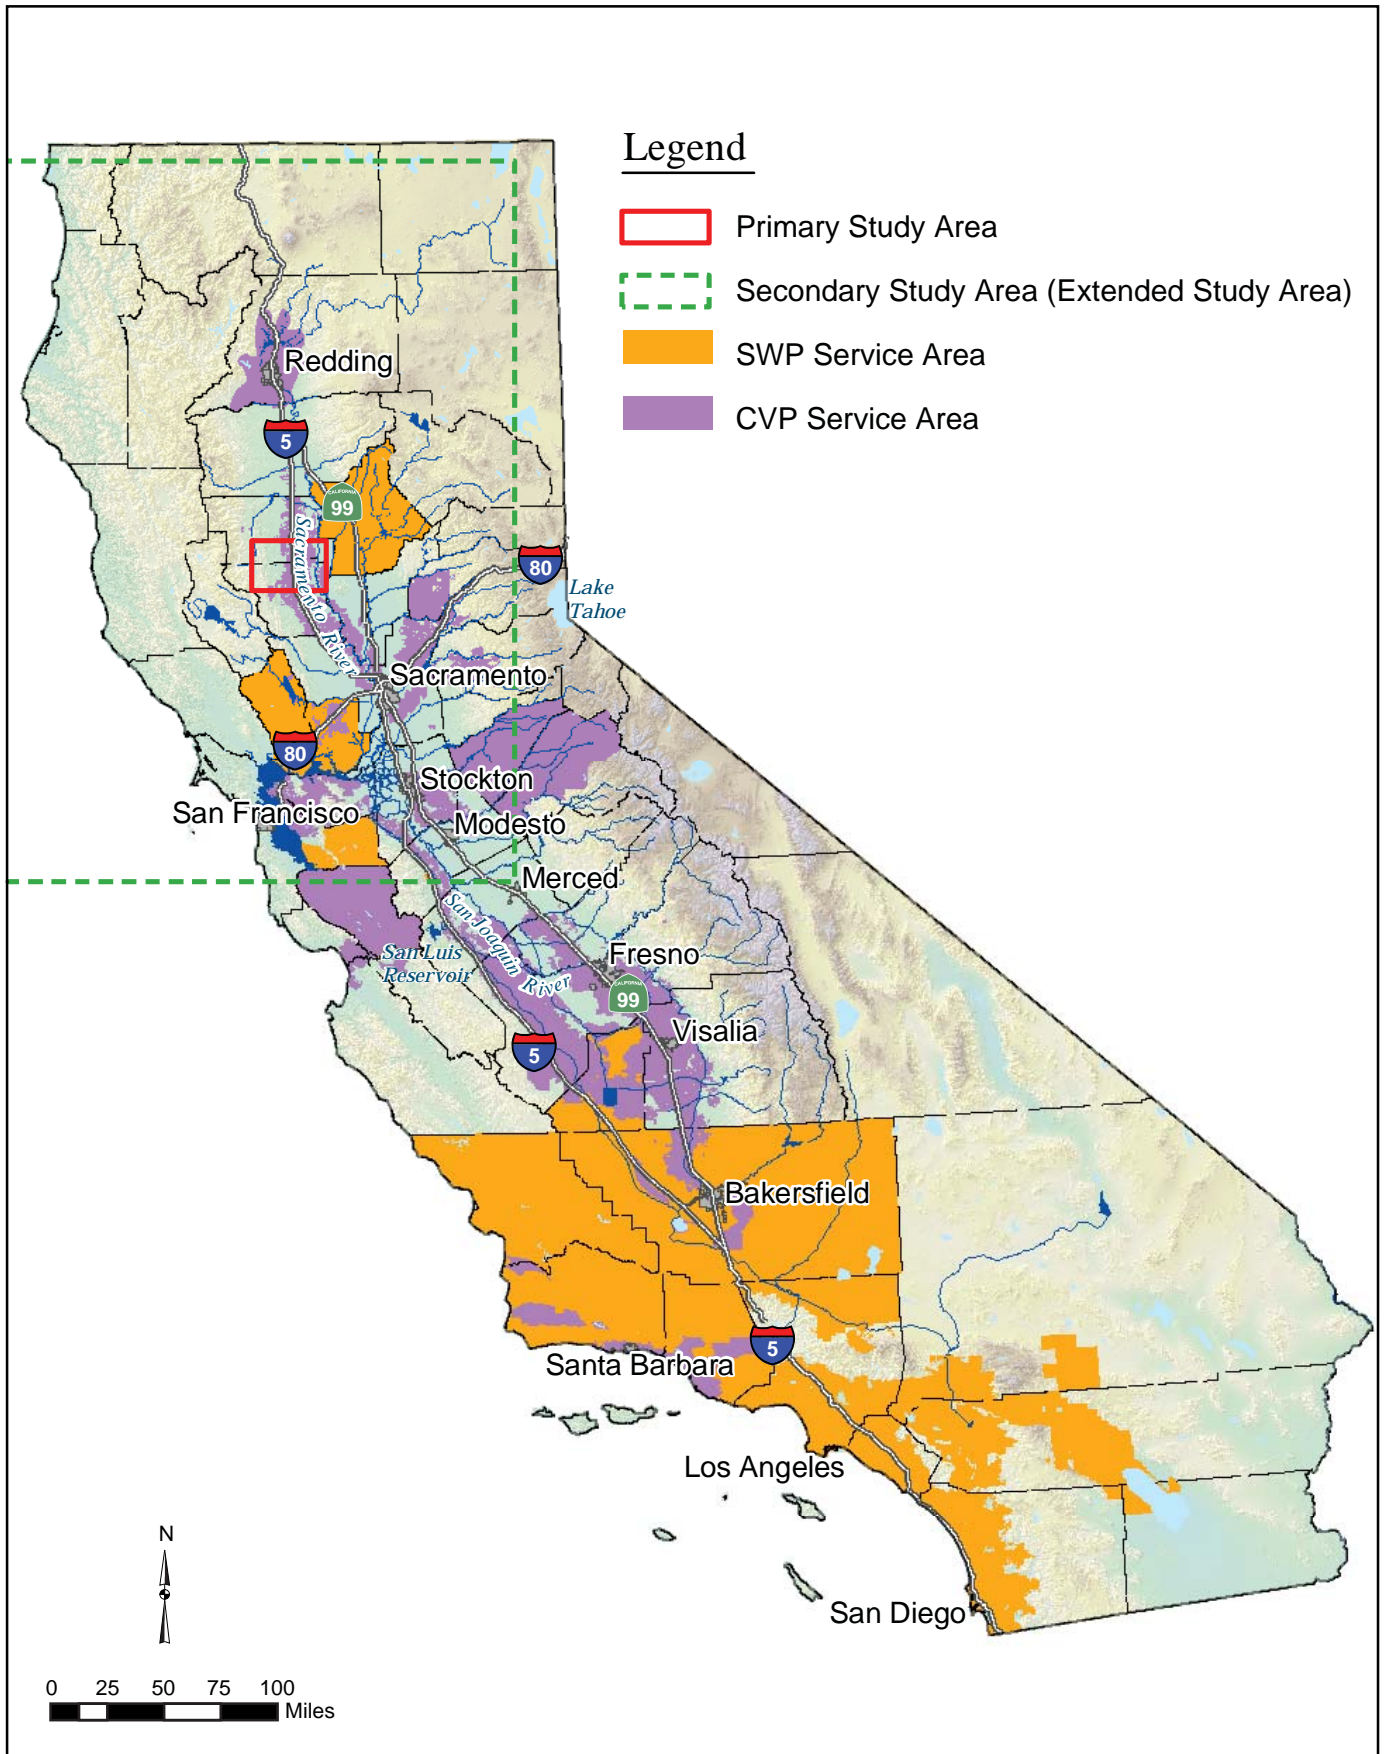 Legend
Primary Study Area
Secondary Study Area (Extended Study Area)
SWP Service Area
CVP Service Area
Redding
5
CALIFORNIA
99
Sacramento River
80
Lake
Tahoe
Sacramento
80
Stockton
San Francisco
Modesto
Merced
San Joaquin River
San Luis
Reservoir
Fresno
CALIFORNIA
99
Visalia
5
Bakersfield
5
Santa Barbara
Los Angeles
San Diego
N
0 25 50 75 100
Miles